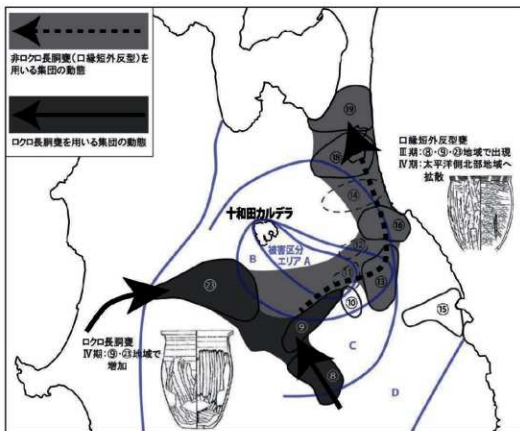 非ロクロ長胴甕(口縁短外反型)を
用いる集団の動態
ロクロ長胴甕を用いる集団の動態
口縁短外反型甕
Ⅲ期:⑧・⑨・㉓地域で出現
Ⅳ期:太平洋側北部地域へ
拡散
⑲
⑱
⑭
⑯
十和田カルデラ
被害区分
エリア A
B
⑫
⑪
⑬
⑩
㉓
⑨
⑮
C
⑧
D
ロクロ長胴甕
Ⅳ期:⑨・㉓地域で
増加